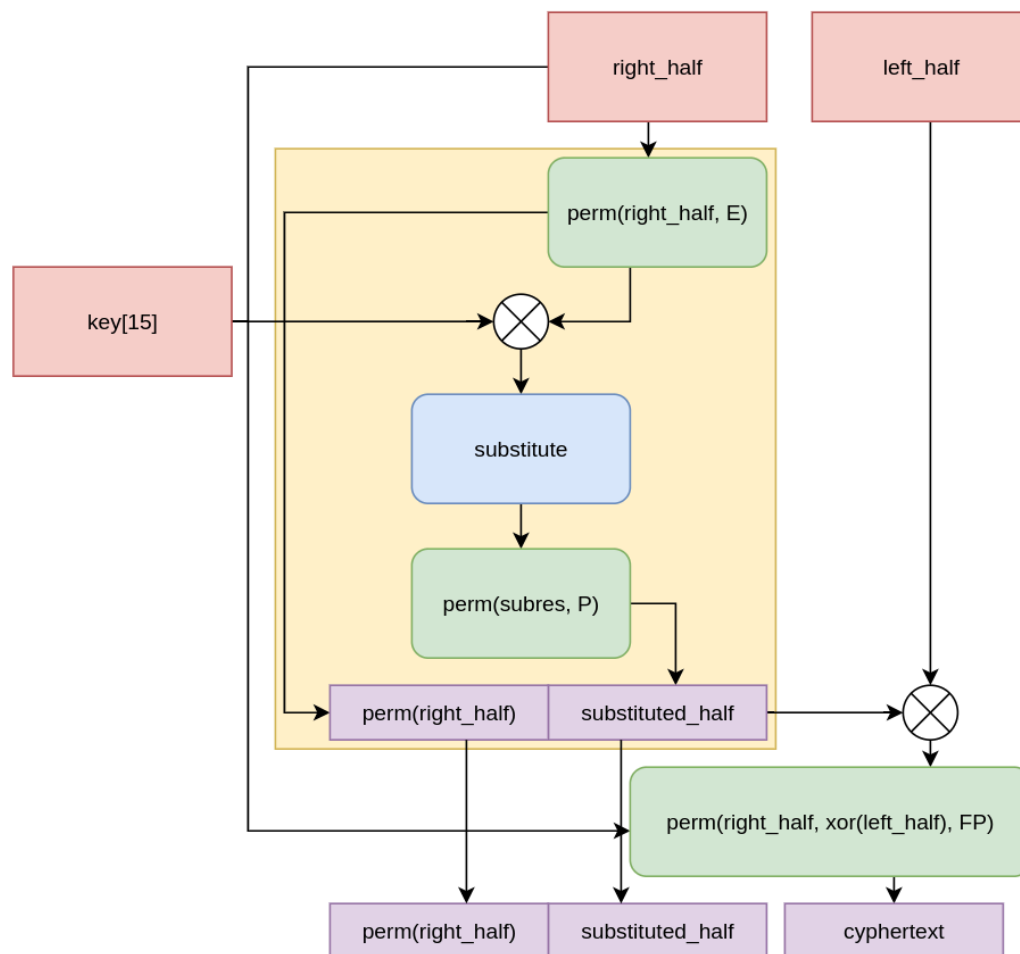 right_half
left_half
perm(right_half, E)
key[15]
substitute
perm(subres, P)
perm(right_half)
substituted_half
perm(right_half, xor(left_half), FP)
perm(right_half)
substituted_half
cyphertext